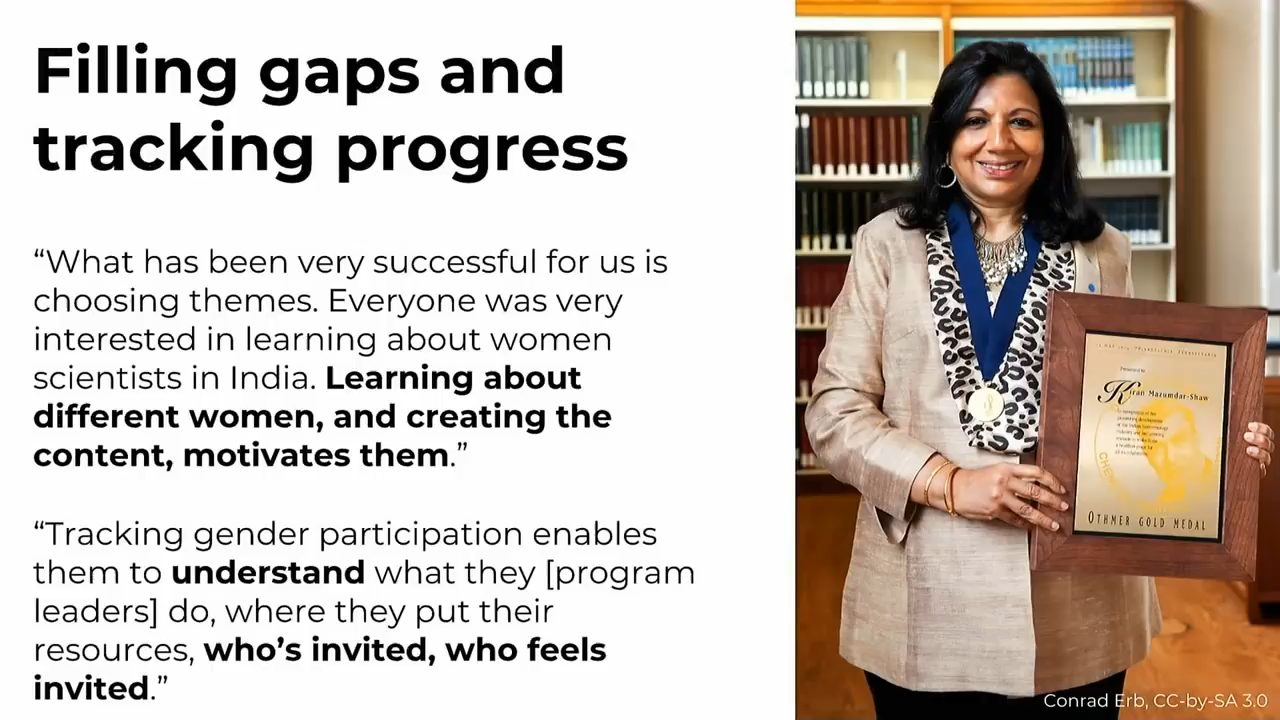 Filling gaps and
tracking progress
“What has been very successful for us is
choosing themes. Everyone was very
interested in learning about women
scientists in India. Learning about
different women, and creating the
content, motivates them.”
“Tracking gender participation enables
them to understand what they [program
leaders] do, where they put their
resources, who’s invited, who feels
invited.”
Presented to
Kiran Mazumdar-Shaw
OTHMER GOLD MEDAL
Conrad Erb, CC-by-SA 3.0